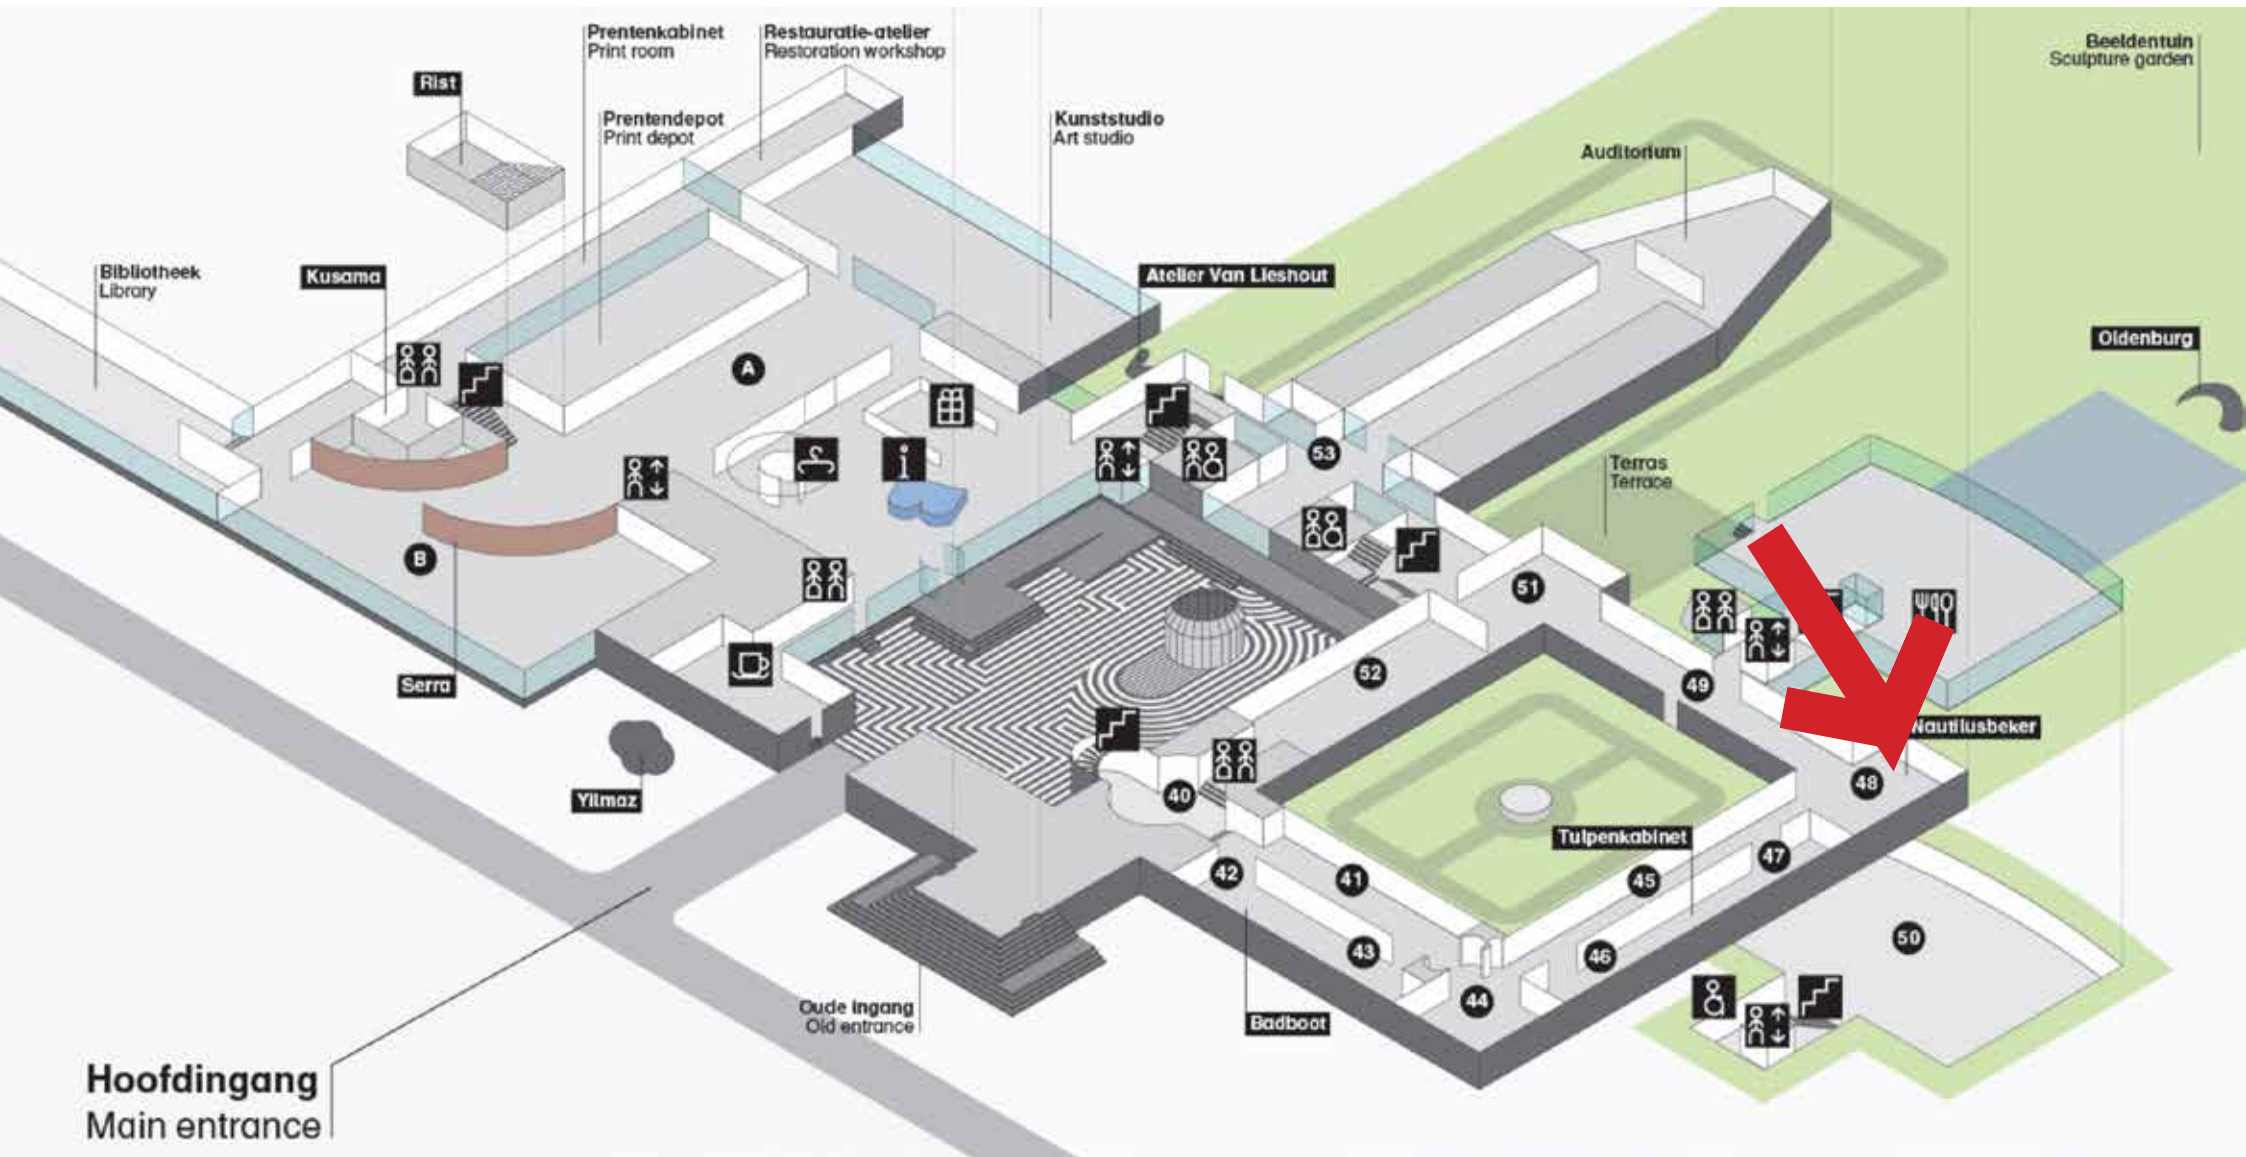 Prentenkabinet
Print room
Restauratie-atelier
Restoration workshop
Beeldentuin
Sculpture garden
Rist
Prentendepot
Print depot
Kunststudio
Art studio
Auditorium
Bibliotheek
Library
Kusama
Atelier Van Lieshout
Oldenburg
A
53
Terras
Terrace
B
51
Serra
52
49
Nautilusbeker
48
Yilmaz
40
Tulpenkabinet
47
42
41
45
50
43
46
44
Oude ingang
Old entrance
Badboot
Hoofdingang
Main entrance